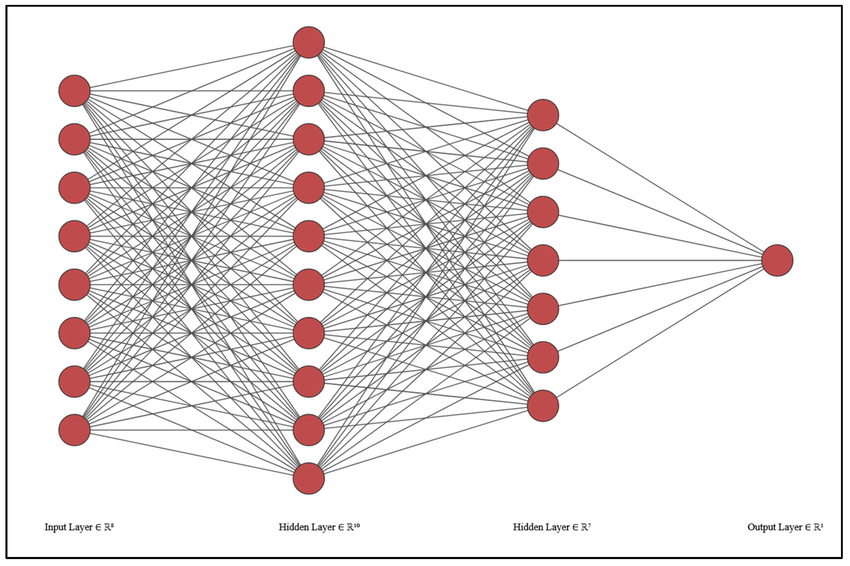 Input Layer ∈ ℝ⁸
Hidden Layer ∈ ℝ¹⁰
Hidden Layer ∈ ℝ⁷
Output Layer ∈ ℝ¹